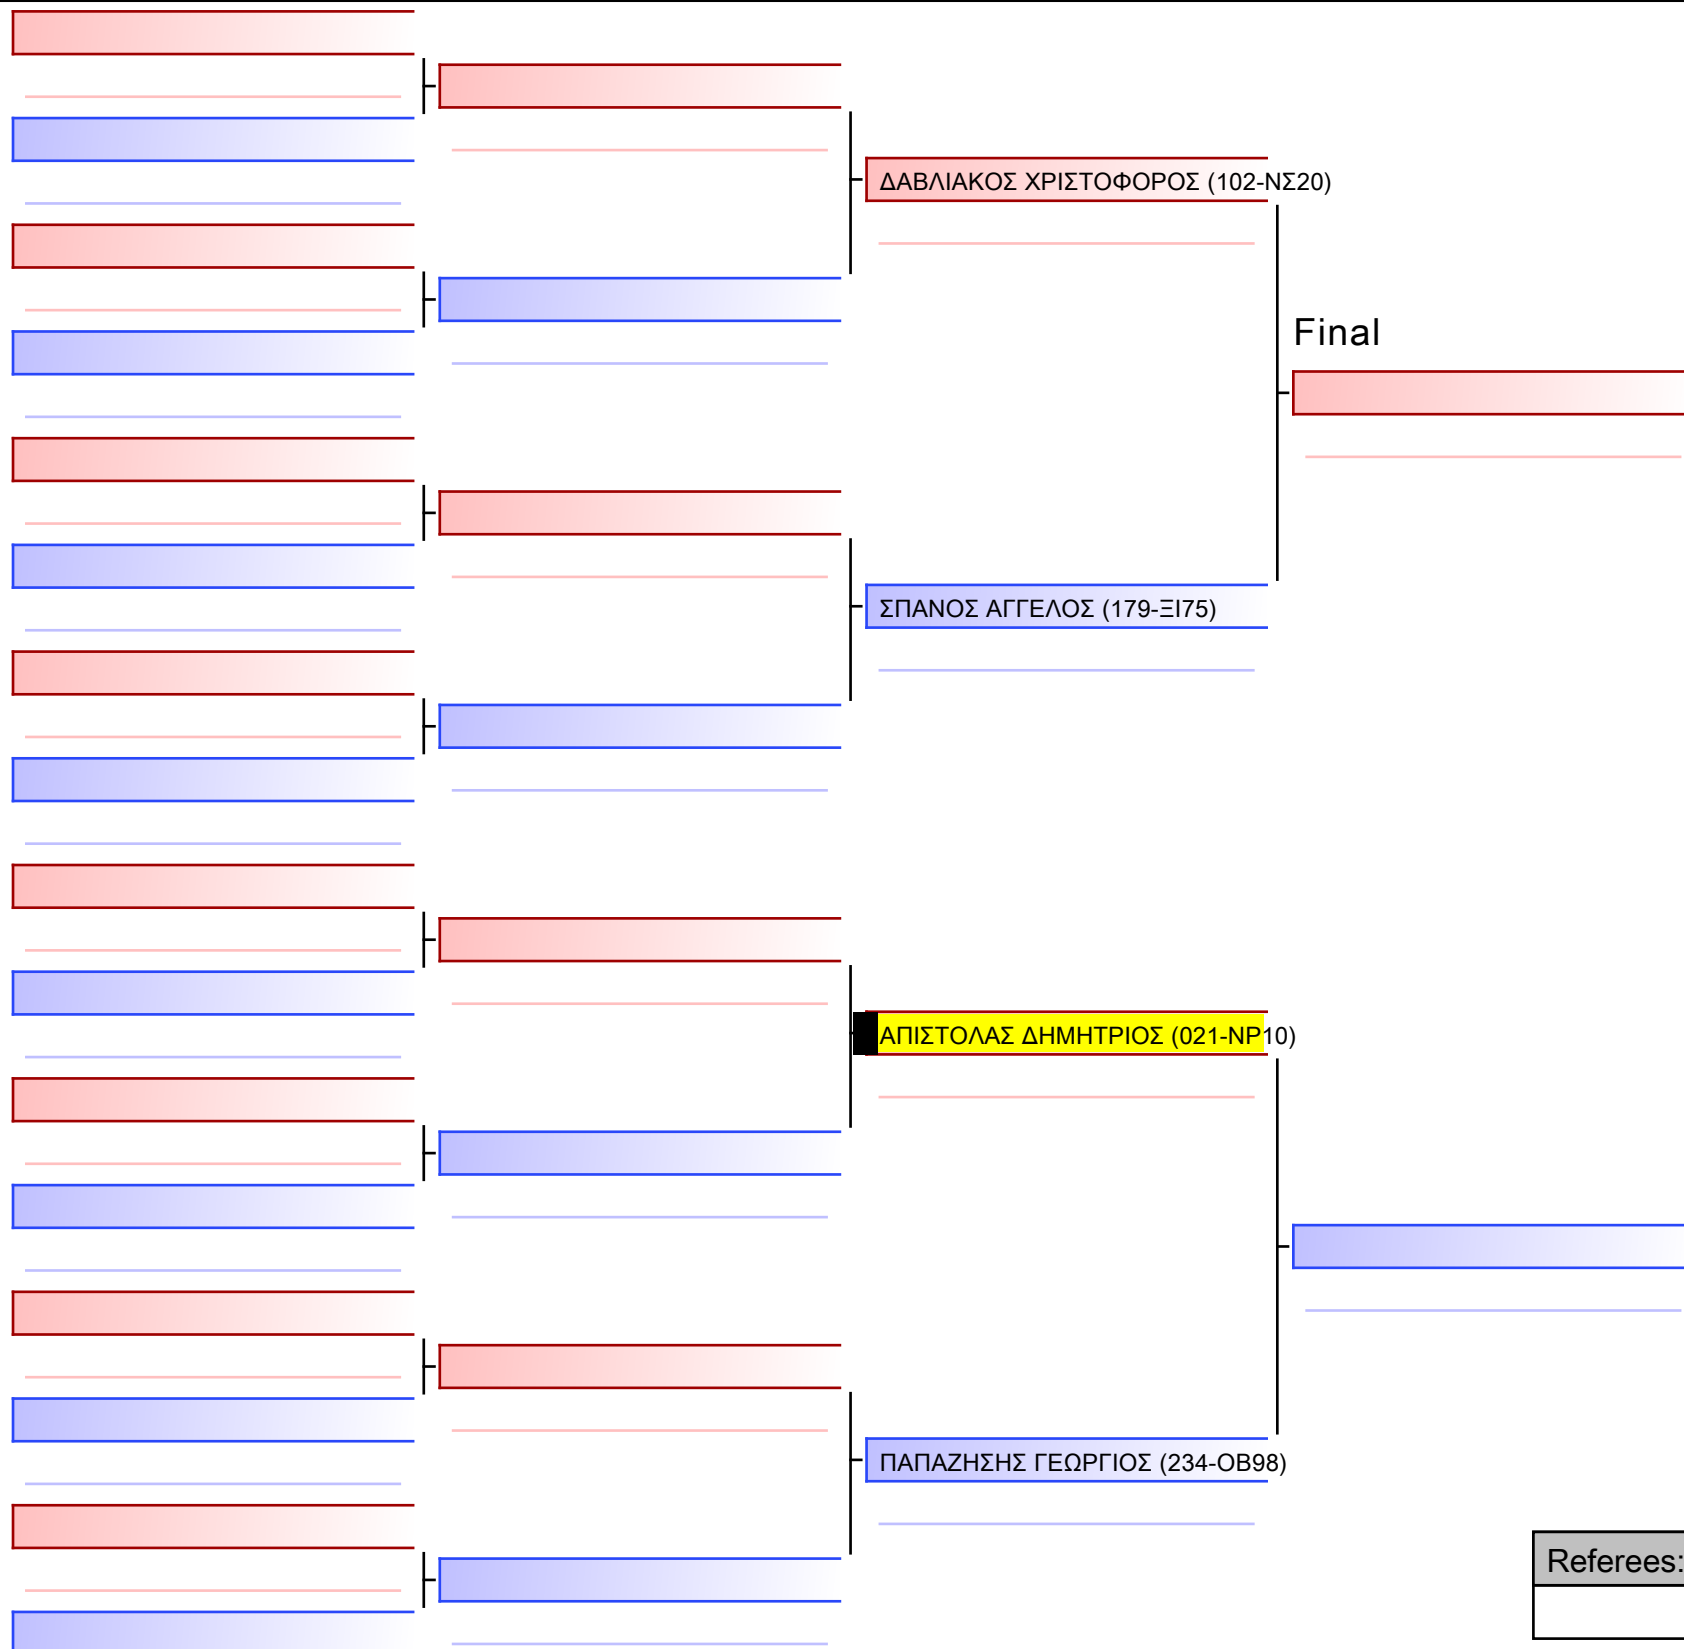 ΔΑΒΛΙΑΚΟΣ ΧΡΙΣΤΟΦΟΡΟΣ (102-ΝΣ20)
Final
ΣΠΑΝΟΣ ΑΓΓΕΛΟΣ (179-ΞΙ75)
ΑΠΙΣΤΟΛΑΣ ΔΗΜΗΤΡΙΟΣ (021-ΝΡ10)
ΠΑΠΑΖΗΣΗΣ ΓΕΩΡΓΙΟΣ (234-ΟΒ98)
Referees: